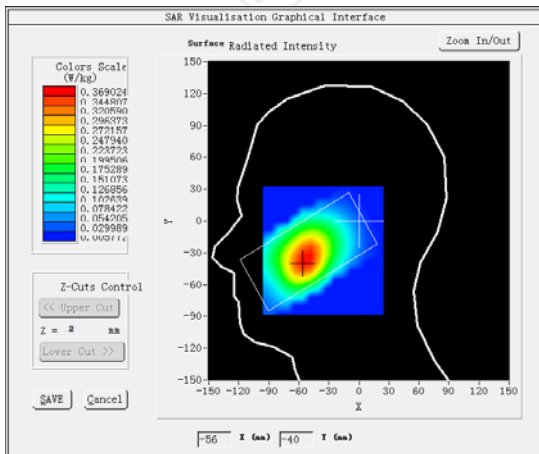 SAR Visualisation Graphical Interface
Surface Radiated Intensity
Zoom In/Out
Colors Scale
(W/kg)
0.369024
0.344807
0.320590
0.296373
0.272157
0.247940
0.223723
0.199506
0.175289
0.151073
0.126856
0.102639
0.078422
0.054205
0.029989
0.005772
Z-Cuts Control
<< Upper Cut
Z = 2 mm
Lower Cut >>
SAVE Cancel
150
120
90
60
30
0
-30
-60
-90
-120
-150
Y
-150 -120 -90 -60 -30 0 30 60 90 120 150
X
-56 X (mm) -40 Y (mm)